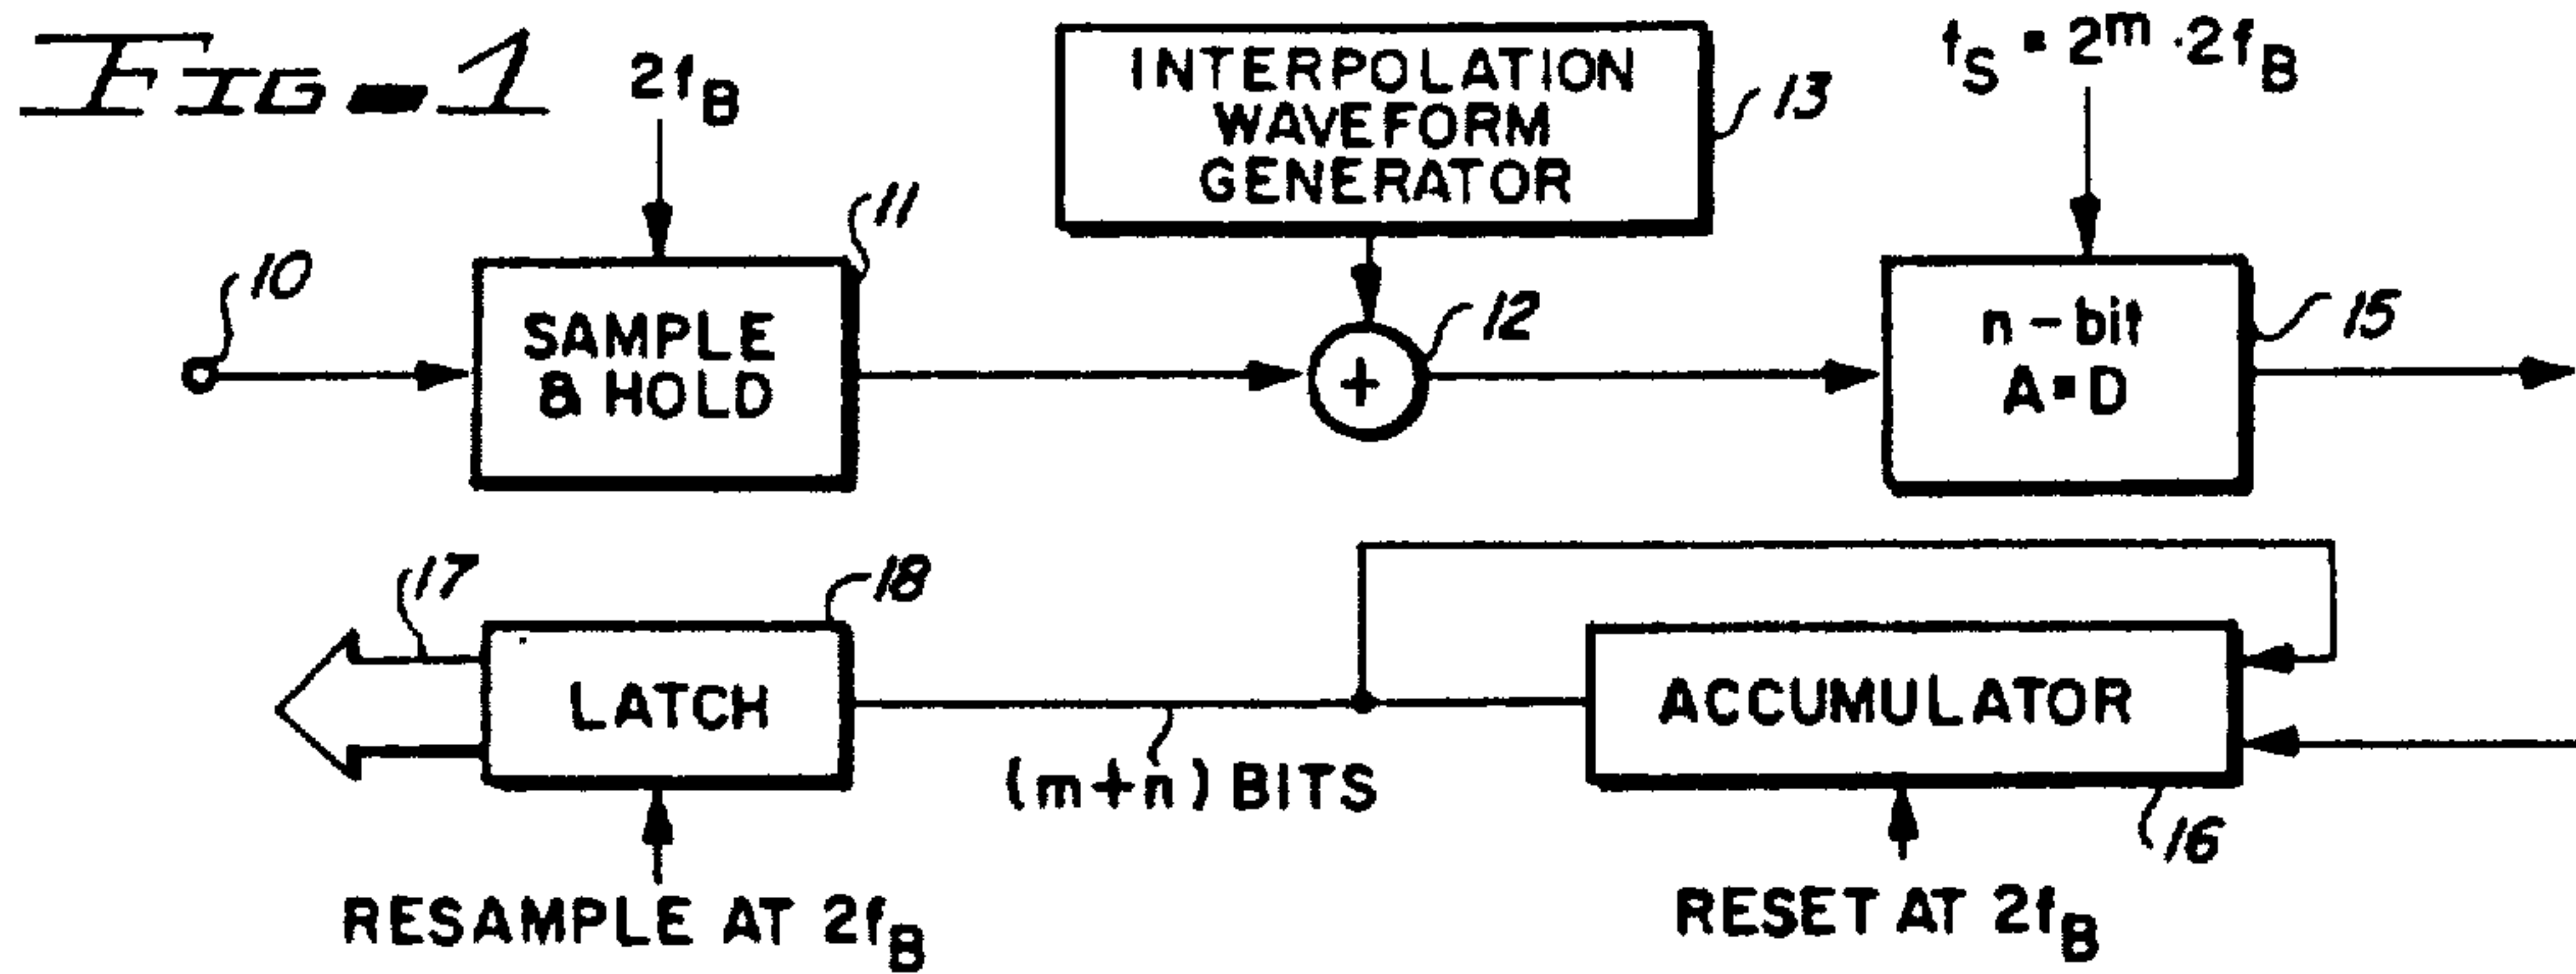 FIG-1
2fB
INTERPOLATION
WAVEFORM
GENERATOR
13
fS = 2^m · 2fB
10
11
SAMPLE
& HOLD
12
+
n-bit
A-D
15
17
18
LATCH
(m+n) BITS
ACCUMULATOR
16
RESAMPLE AT 2fB
RESET AT 2fB